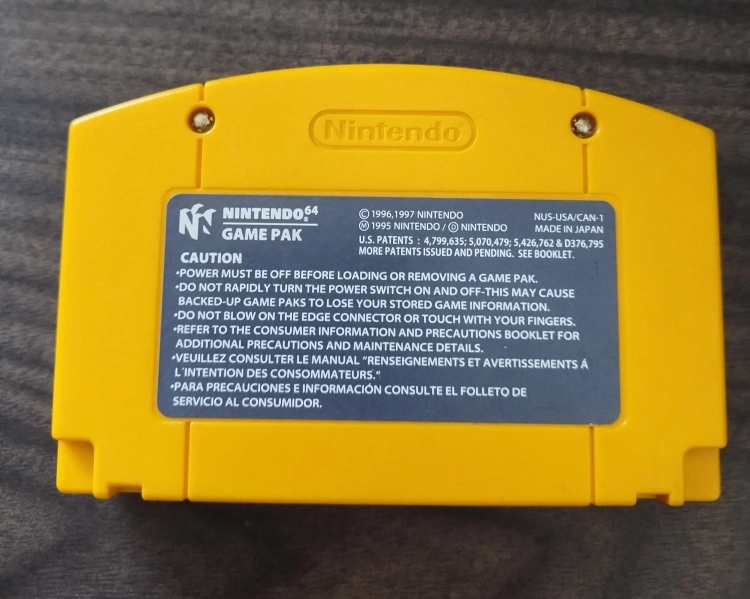 Nintendo
NINTENDO64
GAME PAK
©1996,1997 NINTENDO
Ⓜ1995 NINTENDO / Ⓓ NINTENDO
NUS-USA/CAN-1
MADE IN JAPAN
U.S. PATENTS : 4,799,635; 5,070,479; 5,426,762 & D376,795
MORE PATENTS ISSUED AND PENDING. SEE BOOKLET.
CAUTION
•POWER MUST BE OFF BEFORE LOADING OR REMOVING A GAME PAK.
•DO NOT RAPIDLY TURN THE POWER SWITCH ON AND OFF-THIS MAY CAUSE
BACKED-UP GAME PAKS TO LOSE YOUR STORED GAME INFORMATION.
•DO NOT BLOW ON THE EDGE CONNECTOR OR TOUCH WITH YOUR FINGERS.
•REFER TO THE CONSUMER INFORMATION AND PRECAUTIONS BOOKLET FOR
ADDITIONAL PRECAUTIONS AND MAINTENANCE DETAILS.
•VEUILLEZ CONSULTER LE MANUAL “RENSEIGNEMENTS ET AVERTISSEMENTS Á
L´INTENTION DES CONSOMMATEURS.“
•PARA PRECAUCIONES E INFORMACIÓN CONSULTE EL FOLLETO DE
SERVICIO AL CONSUMIDOR.